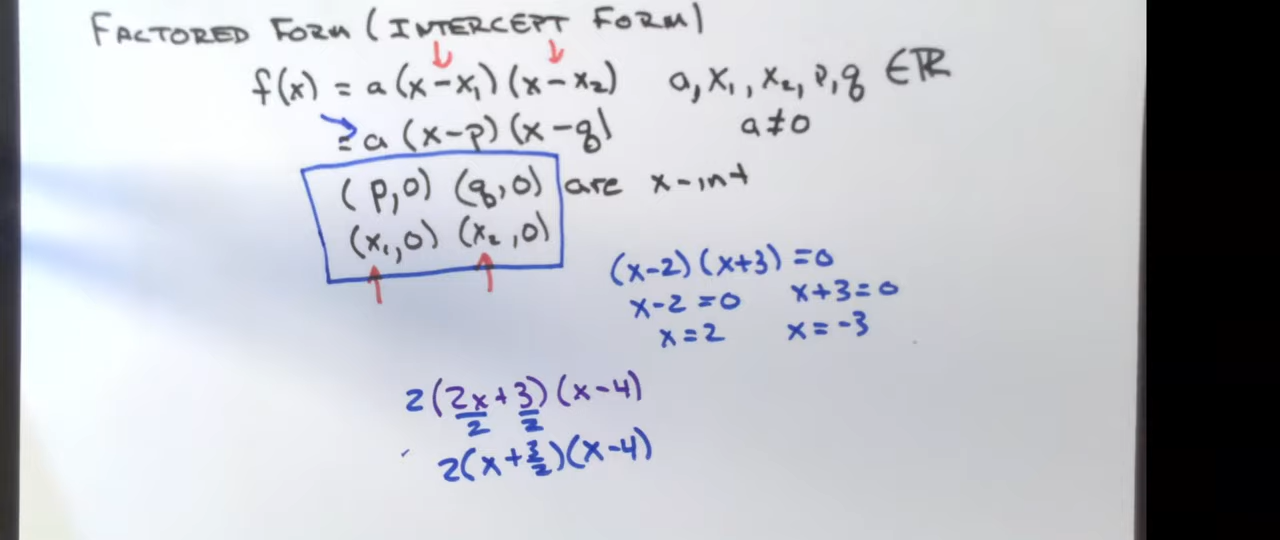 FACTORED FORM (INTERCEPT FORM)
f(x) = a(x-x₁)(x-x₂) a, x₁, x₂, p, q ∈ ℝ
= a(x-p)(x-q) a≠0
(p,0) (q,0) are x-int
(x₁,0) (x₂,0)
(x-2)(x+3)=0
x-2=0 x+3=0
x=2 x=-3
2(2x/2+3/2)(x-4)
2(x+3/2)(x-4)